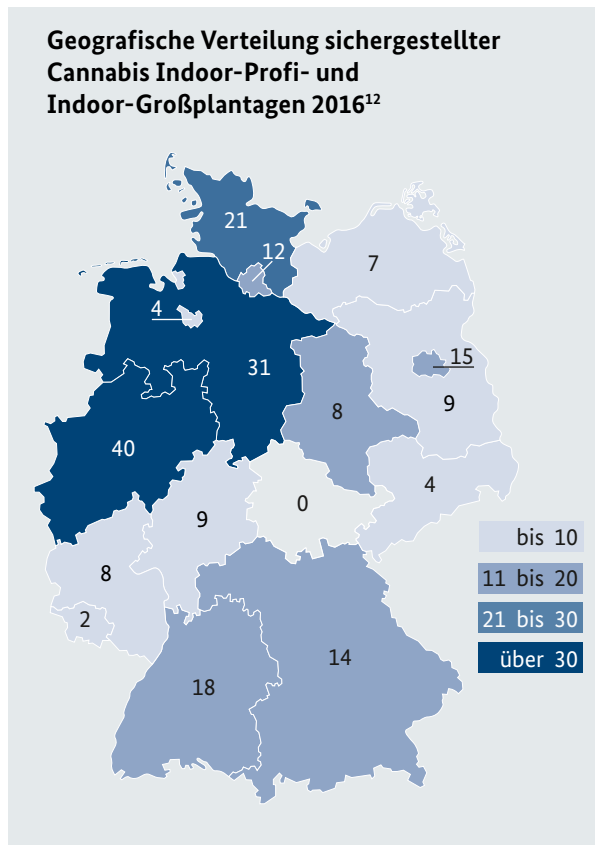 Geografische Verteilung sichergestellter
Cannabis Indoor-Profi- und
Indoor-Großplantagen 2016¹²
21
12
7
4
15
31
8
9
40
4
0
9
8
2
14
18
bis 10
11 bis 20
21 bis 30
über 30